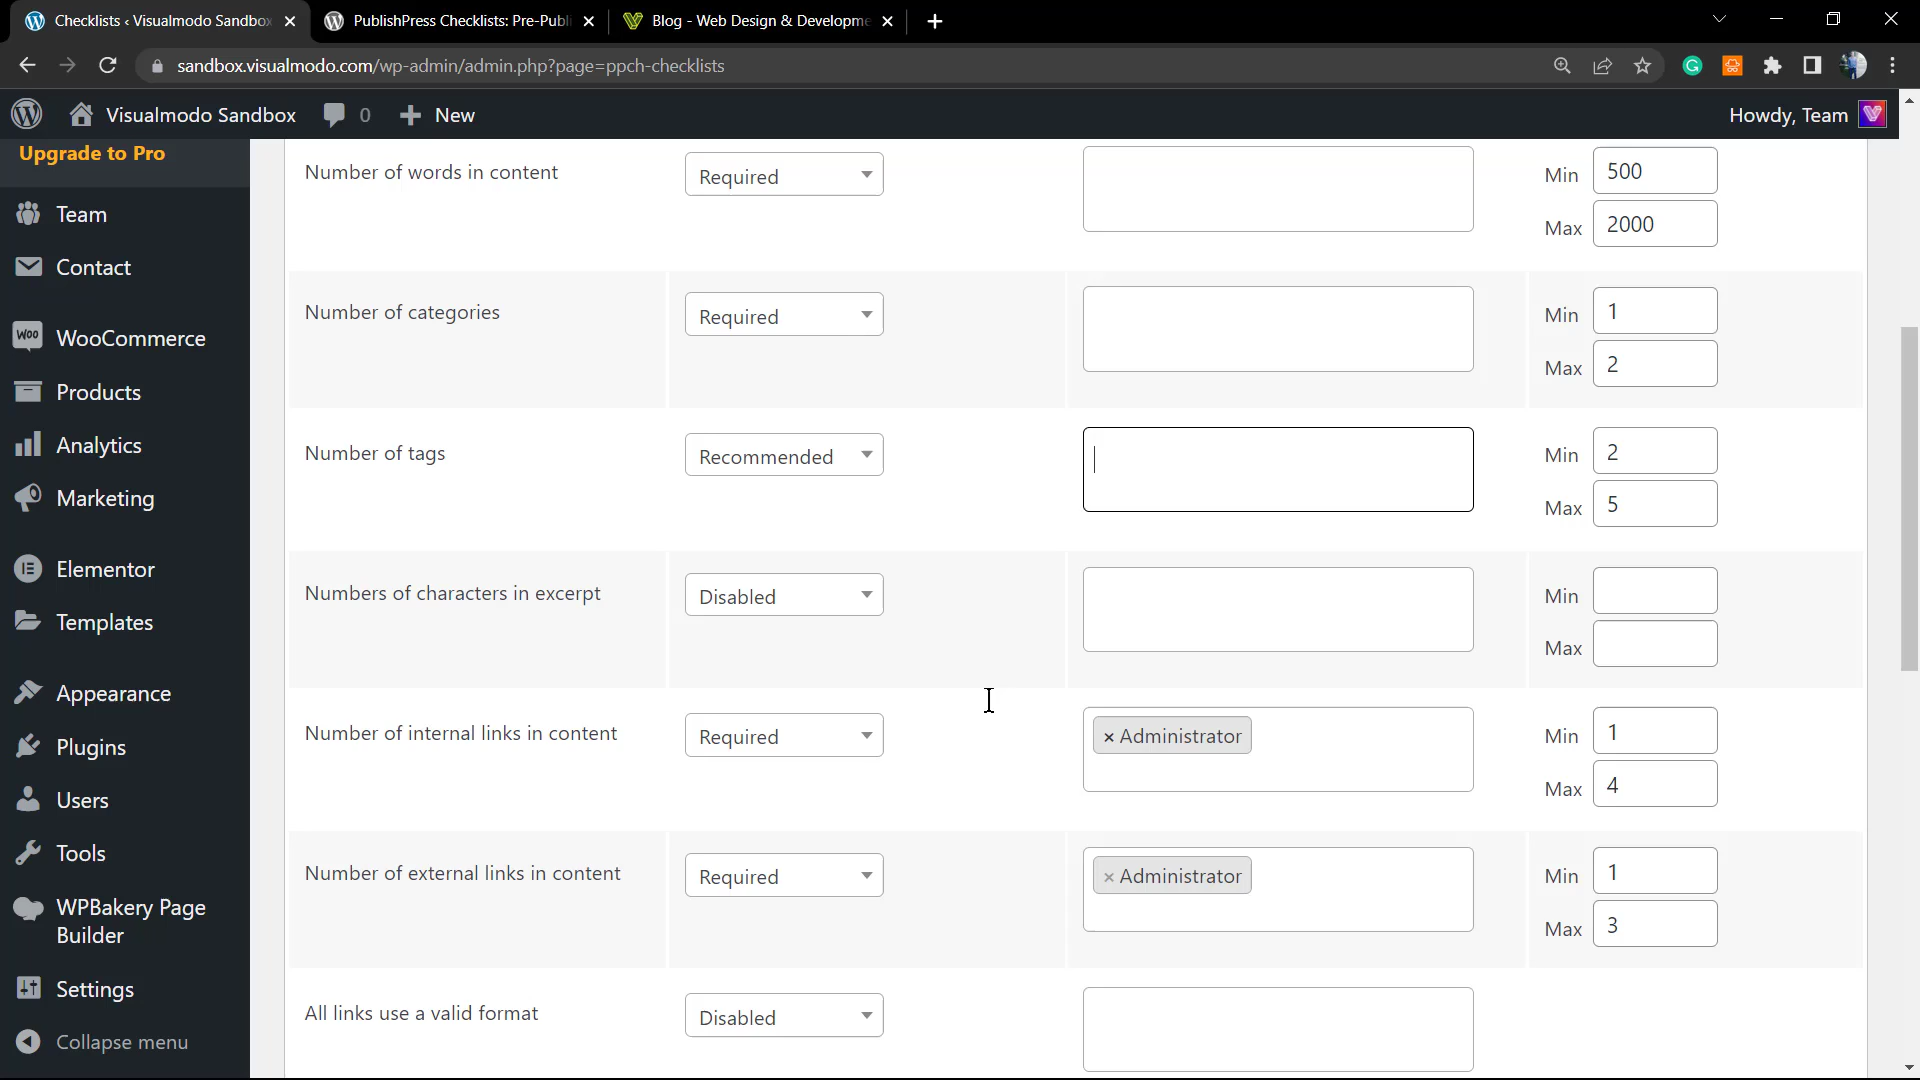 Checklists ‹ Visualmodo Sandbox
PublishPress Checklists: Pre-Publi
Blog - Web Design & Developme
sandbox.visualmodo.com/wp-admin/admin.php?page=ppch-checklists
Visualmodo Sandbox
0
New
Howdy, Team
Upgrade to Pro
Team
Contact
WooCommerce
Products
Analytics
Marketing
Elementor
Templates
Appearance
Plugins
Users
Tools
WPBakery Page
Builder
Settings
Collapse menu
Number of words in content
Required
Min 500
Max 2000
Number of categories
Required
Min 1
Max 2
Number of tags
Recommended
Min 2
Max 5
Numbers of characters in excerpt
Disabled
Min
Max
Number of internal links in content
Required
× Administrator
Min 1
Max 4
Number of external links in content
Required
× Administrator
Min 1
Max 3
All links use a valid format
Disabled